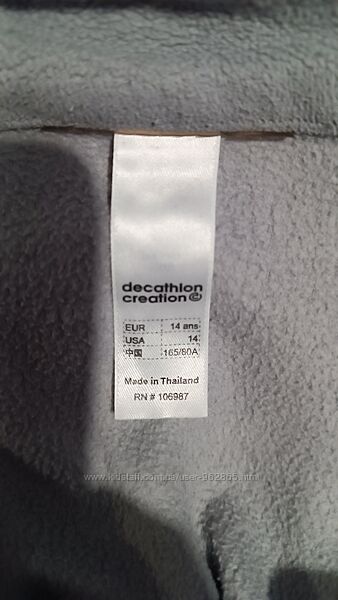 decathlon
creation©
EUR 14 ans
USA 14
中国 165/80A
Made in Thailand
RN # 106987
www.kidstaff.com.ua/user-962865.html